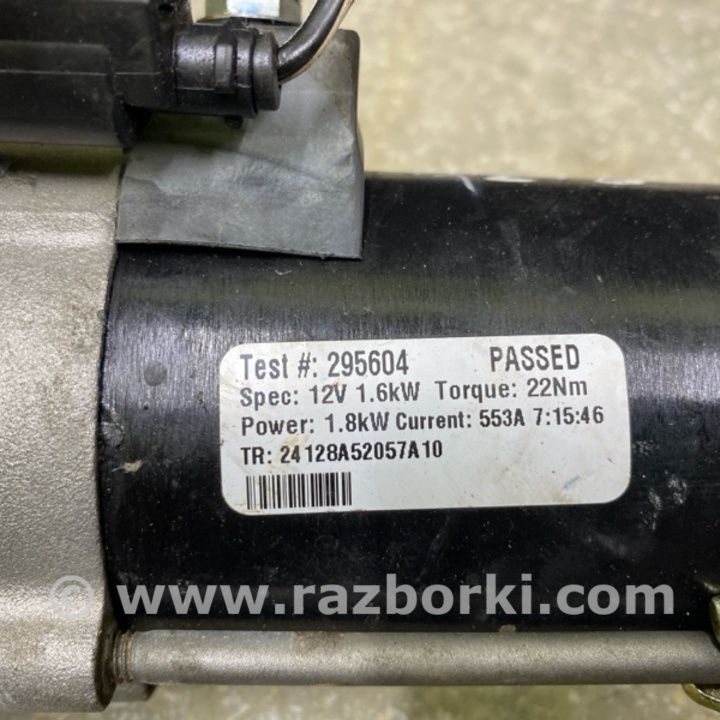 Test #: 295604 PASSED
Spec: 12V 1.6kW Torque: 22Nm
Power: 1.8kW Current: 553A 7:15:46
TR: 24128A52057A10
© www.razborki.com